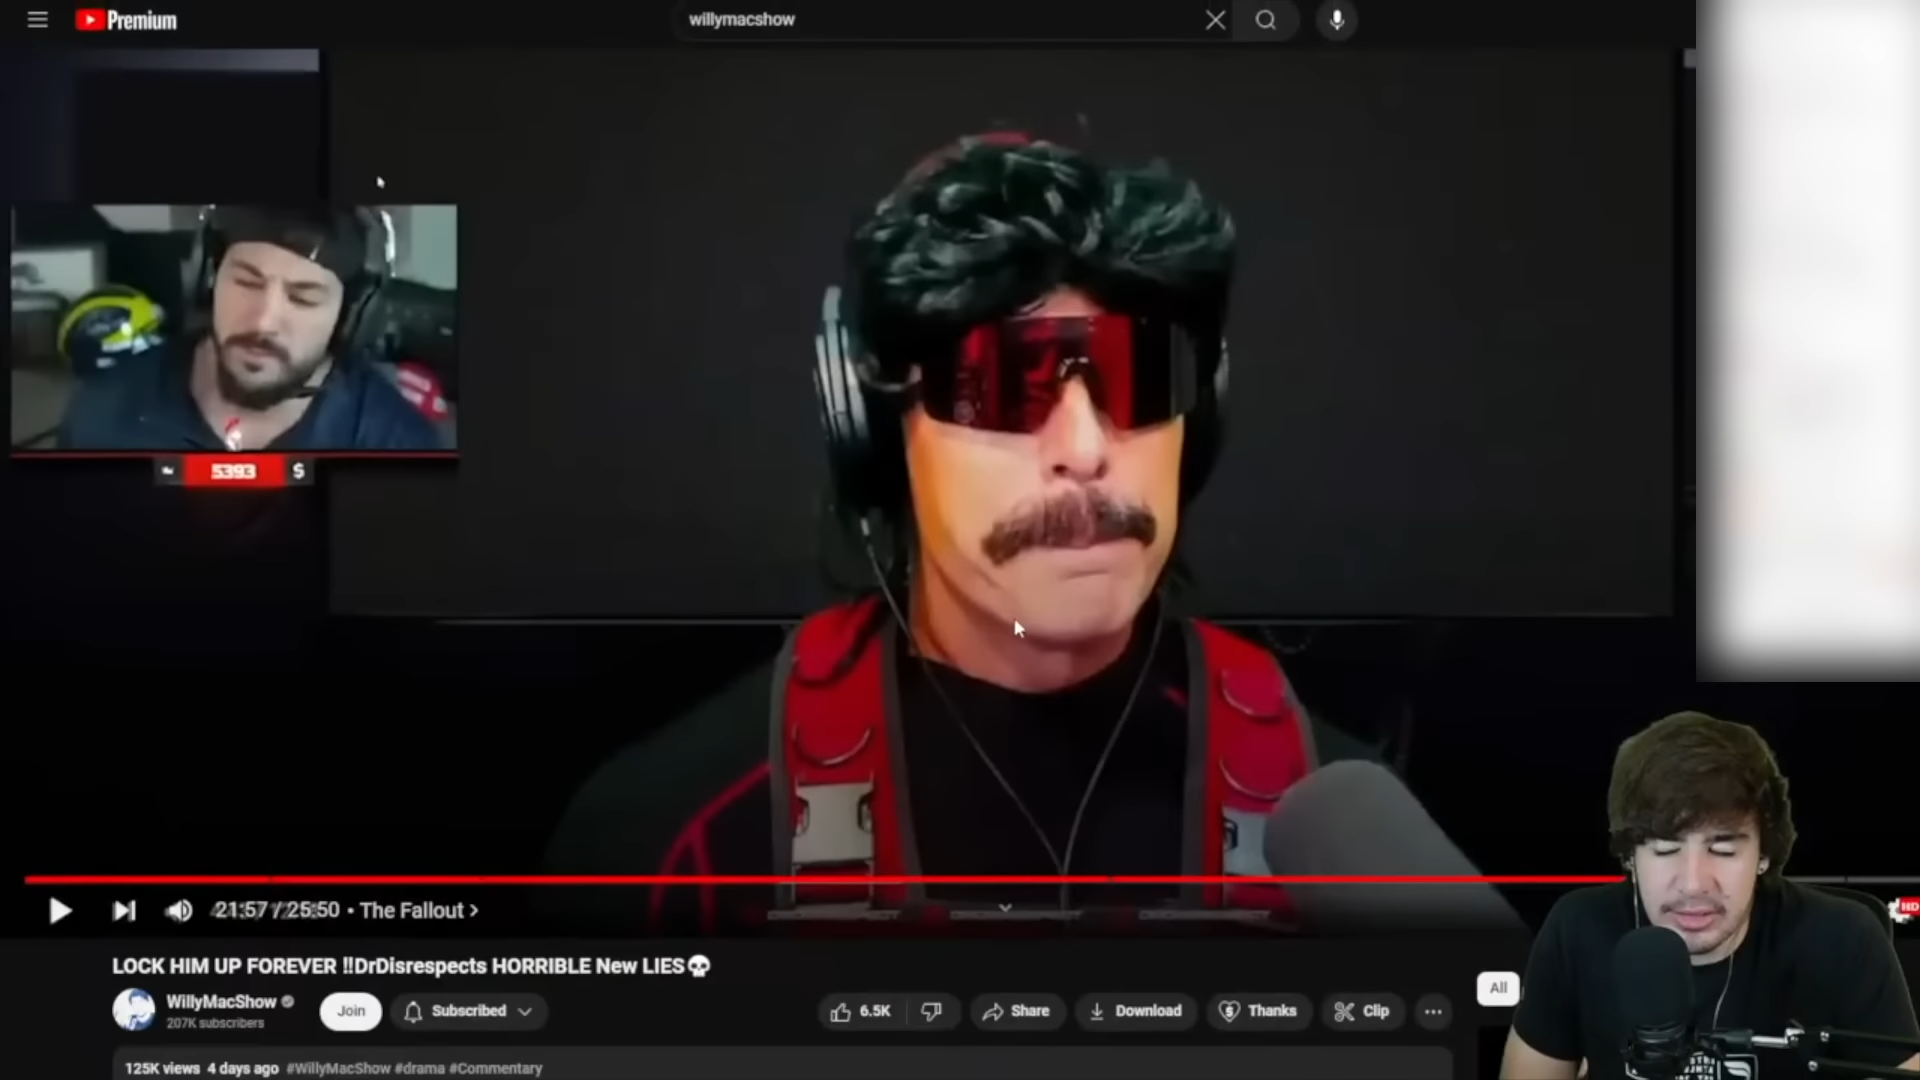 Premium
willymacshow
5393 $
21:57 / 25:50 • The Fallout >
HD
LOCK HIM UP FOREVER ‼DrDisrespects HORRIBLE New LIES💀
WillyMacShow
207K subscribers
Join
Subscribed
6.5K
Share
Download
Thanks
Clip
All
125K views 4 days ago #WillyMacShow #drama #Commentary